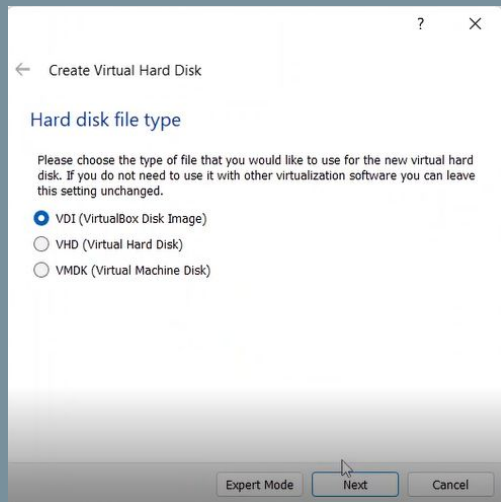 ?
Create Virtual Hard Disk
Hard disk file type
Please choose the type of file that you would like to use for the new virtual hard
disk. If you do not need to use it with other virtualization software you can leave
this setting unchanged.
VDI (VirtualBox Disk Image)
VHD (Virtual Hard Disk)
VMDK (Virtual Machine Disk)
Expert Mode Next Cancel